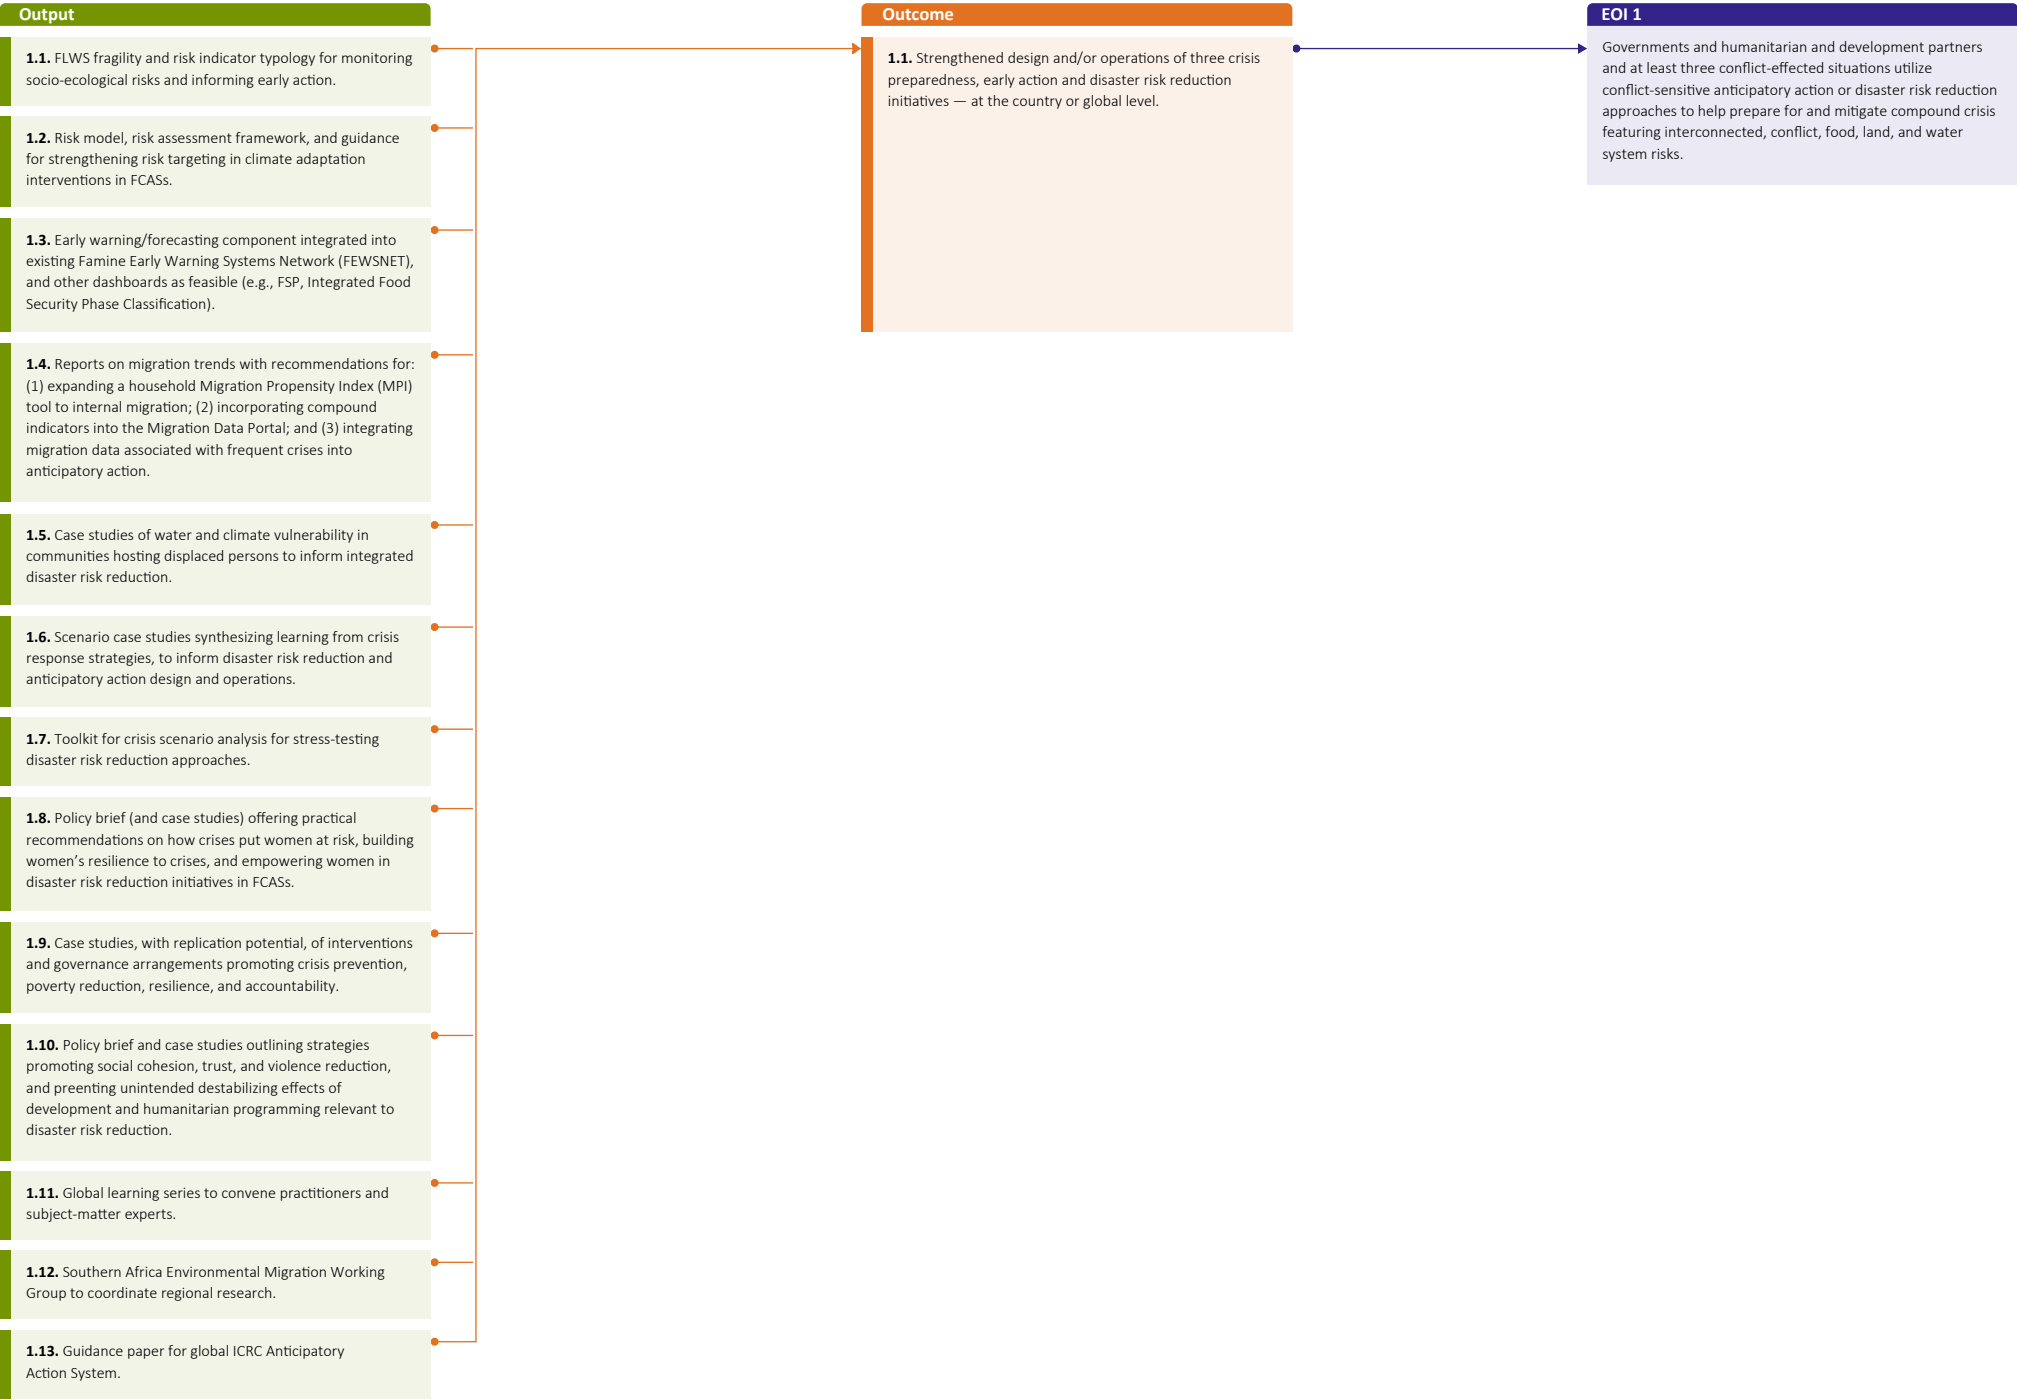 Output
1.1. FLWS fragility and risk indicator typology for monitoring
socio-ecological risks and informing early action.
1.2. Risk model, risk assessment framework, and guidance
for strengthening risk targeting in climate adaptation
interventions in FCASs.
1.3. Early warning/forecasting component integrated into
existing Famine Early Warning Systems Network (FEWSNET),
and other dashboards as feasible (e.g., FSP, Integrated Food
Security Phase Classification).
1.4. Reports on migration trends with recommendations for:
(1) expanding a household Migration Propensity Index (MPI)
tool to internal migration; (2) incorporating compound
indicators into the Migration Data Portal; and (3) integrating
migration data associated with frequent crises into
anticipatory action.
1.5. Case studies of water and climate vulnerability in
communities hosting displaced persons to inform integrated
disaster risk reduction.
1.6. Scenario case studies synthesizing learning from crisis
response strategies, to inform disaster risk reduction and
anticipatory action design and operations.
1.7. Toolkit for crisis scenario analysis for stress-testing
disaster risk reduction approaches.
1.8. Policy brief (and case studies) offering practical
recommendations on how crises put women at risk, building
women’s resilience to crises, and empowering women in
disaster risk reduction initiatives in FCASs.
1.9. Case studies, with replication potential, of interventions
and governance arrangements promoting crisis prevention,
poverty reduction, resilience, and accountability.
1.10. Policy brief and case studies outlining strategies
promoting social cohesion, trust, and violence reduction,
and preenting unintended destabilizing effects of
development and humanitarian programming relevant to
disaster risk reduction.
1.11. Global learning series to convene practitioners and
subject-matter experts.
1.12. Southern Africa Environmental Migration Working
Group to coordinate regional research.
1.13. Guidance paper for global ICRC Anticipatory
Action System.
Outcome
1.1. Strengthened design and/or operations of three crisis
preparedness, early action and disaster risk reduction
initiatives — at the country or global level.
EOI 1
Governments and humanitarian and development partners
and at least three conflict-effected situations utilize
conflict-sensitive anticipatory action or disaster risk reduction
approaches to help prepare for and mitigate compound crisis
featuring interconnected, conflict, food, land, and water
system risks.